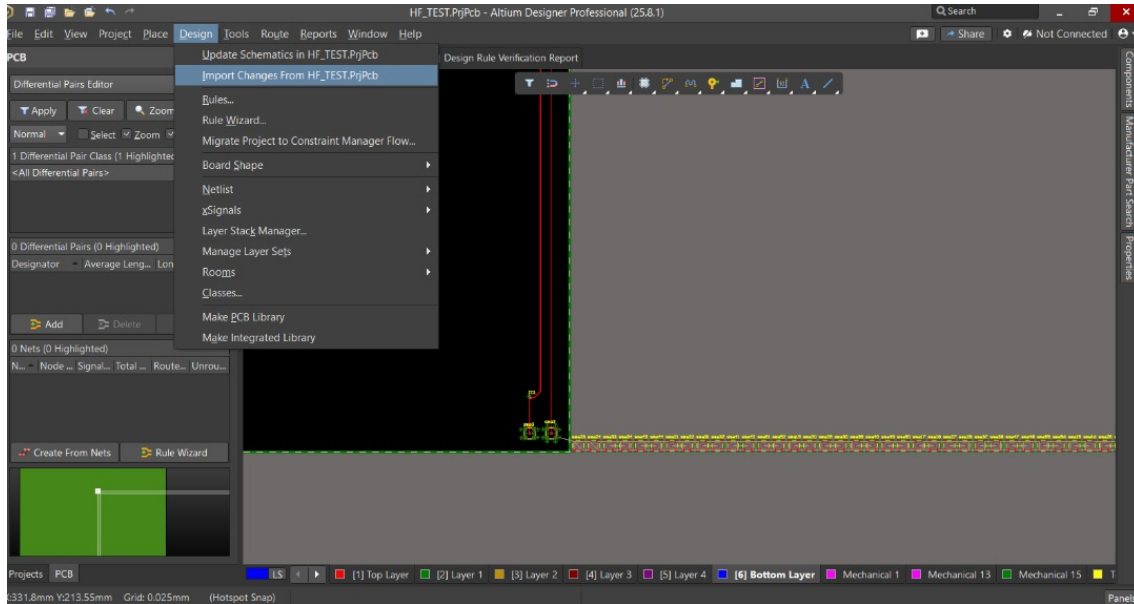 HF_TEST.PrjPcb - Altium Designer Professional (25.8.1)
Search
File Edit View Project Place Design Tools Route Reports Window Help
Share
Not Connected
PCB
Differential Pairs Editor
Apply Clear Zoom
Normal Select Zoom
1 Differential Pair Class (1 Highlighted
<All Differential Pairs>
0 Differential Pairs (0 Highlighted)
Designator Average Leng... Lon
Add Delete
0 Nets (0 Highlighted)
N... Node ... Signal... Total ... Route... Unrou...
Create From Nets Rule Wizard
Update Schematics in HF_TEST.PrjPcb
Import Changes From HF_TEST.PrjPcb
Rules...
Rule Wizard...
Migrate Project to Constraint Manager Flow...
Board Shape
Netlist
xSignals
Layer Stack Manager...
Manage Layer Sets
Rooms
Classes...
Make PCB Library
Make Integrated Library
Design Rule Verification Report
Components
Manufacturer Part Search
Properties
Projects PCB
LS [1] Top Layer [2] Layer 1 [3] Layer 2 [4] Layer 3 [5] Layer 4 [6] Bottom Layer Mechanical 1 Mechanical 13 Mechanical 15 T
X:331.8mm Y:213.55mm Grid: 0.025mm (Hotspot Snap)
Panels